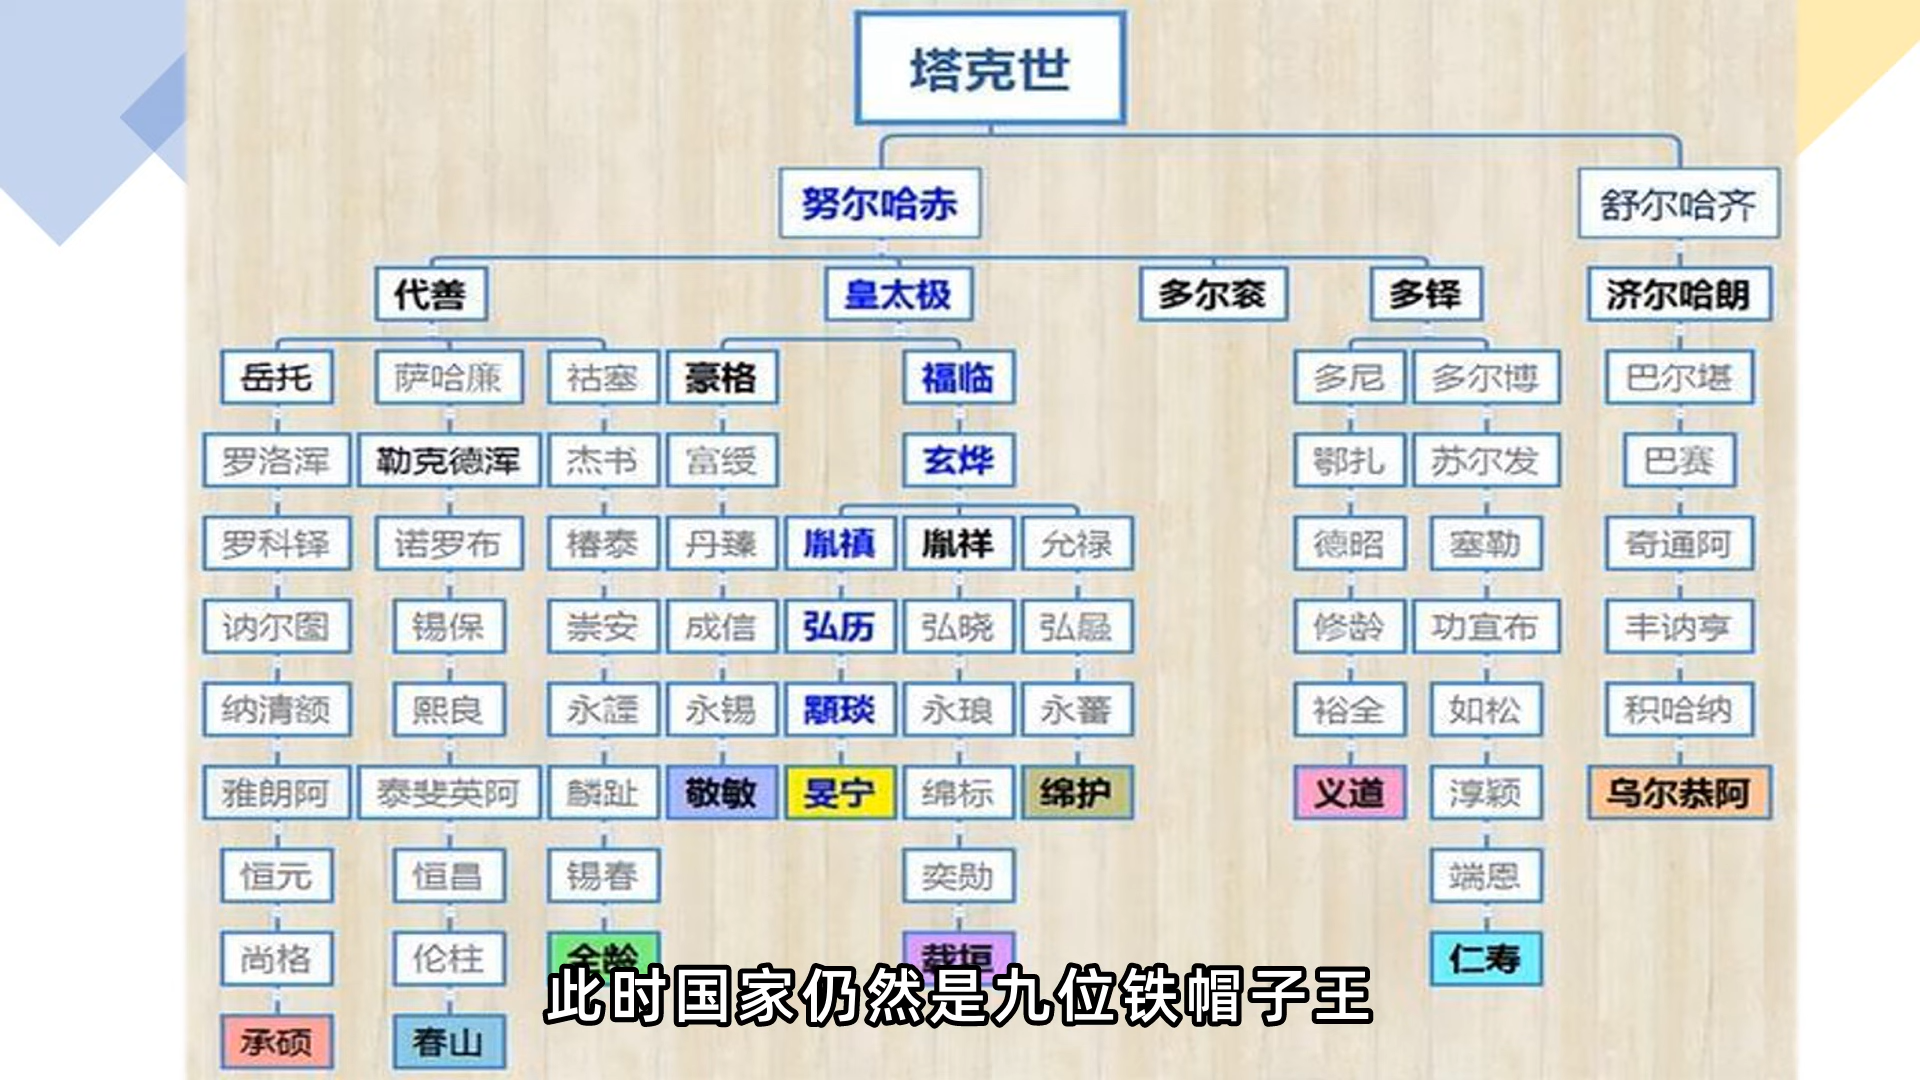 塔克世
努尔哈赤 舒尔哈齐
代善 皇太极 多尔衮 多铎 济尔哈朗
岳托 萨哈廉 祜塞 豪格 福临 多尼 多尔博 巴尔堪
罗洛浑 勒克德浑 杰书 富绶 玄烨 鄂扎 苏尔发 巴赛
罗科铎 诺罗布 椿泰 丹臻 胤禛 胤祥 允禄 德昭 塞勒 奇通阿
讷尔图 锡保 崇安 成信 弘历 弘晓 修龄 功宜布 丰讷亨
纳清额 熙良 永䕶 永锡 顒琰 永琅 永蕃 裕全 如松 积哈纳
雅朗阿 泰斐英阿 麟趾 敬敏 旻宁 绵标 绵护 义道 淳颖 乌尔恭阿
恒元 恒昌 锡春 奕勋 端恩
尚格 伦柱 全龄 载垣 仁寿
此时国家仍然是九位铁帽子王
承硕 春山